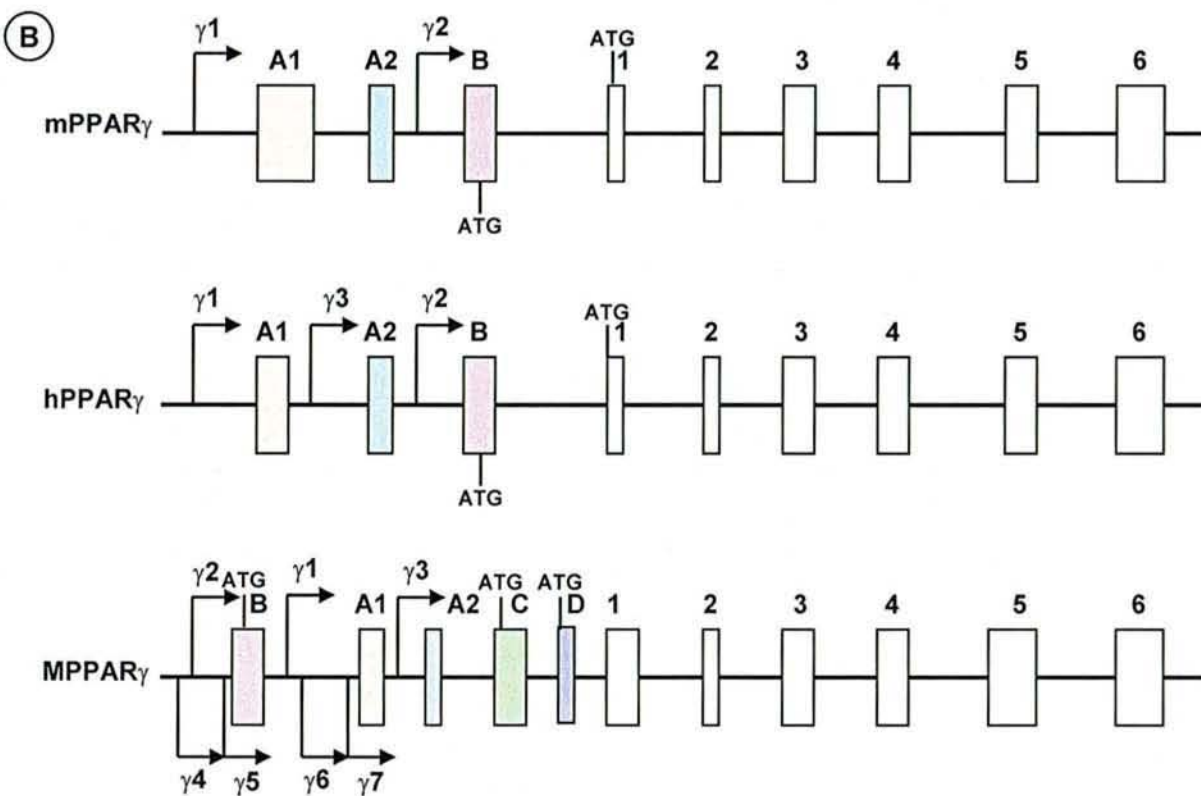 B
γ1 γ2 ATG
A1 A2 B 1 2 3 4 5 6
mPPARγ
ATG
γ1 γ3 γ2 ATG
A1 A2 B 1 2 3 4 5 6
hPPARγ
ATG
γ2 ATG γ1 γ3 ATG ATG
B A1 A2 C D 1 2 3 4 5 6
MPPARγ
γ4 γ5 γ6 γ7